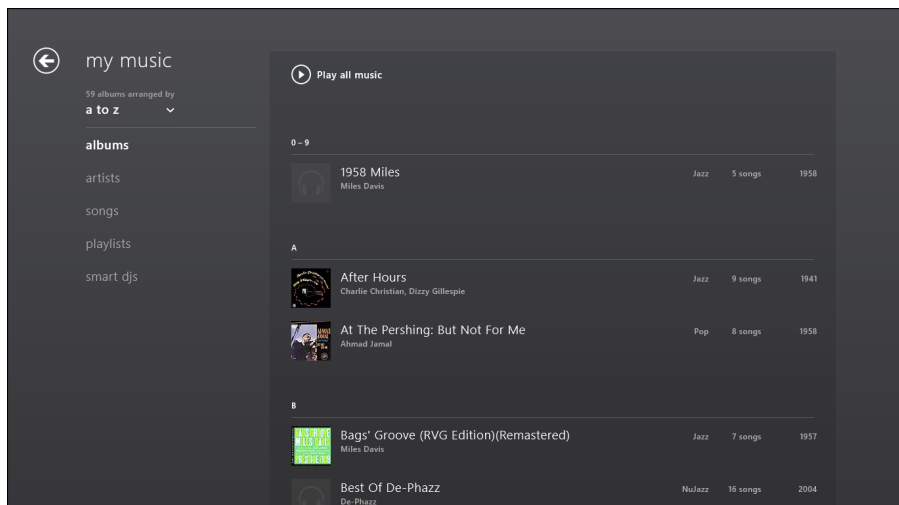 my music
59 albums arranged by
a to z
albums
artists
songs
playlists
smart djs
Play all music
0 – 9
1958 Miles Jazz 5 songs 1958
Miles Davis
A
After Hours Jazz 9 songs 1941
Charlie Christian, Dizzy Gillespie
At The Pershing: But Not For Me Pop 8 songs 1958
Ahmad Jamal
B
Bags' Groove (RVG Edition)(Remastered) Jazz 7 songs 1957
Miles Davis
Best Of De-Phazz NuJazz 16 songs 2004
De-Phazz